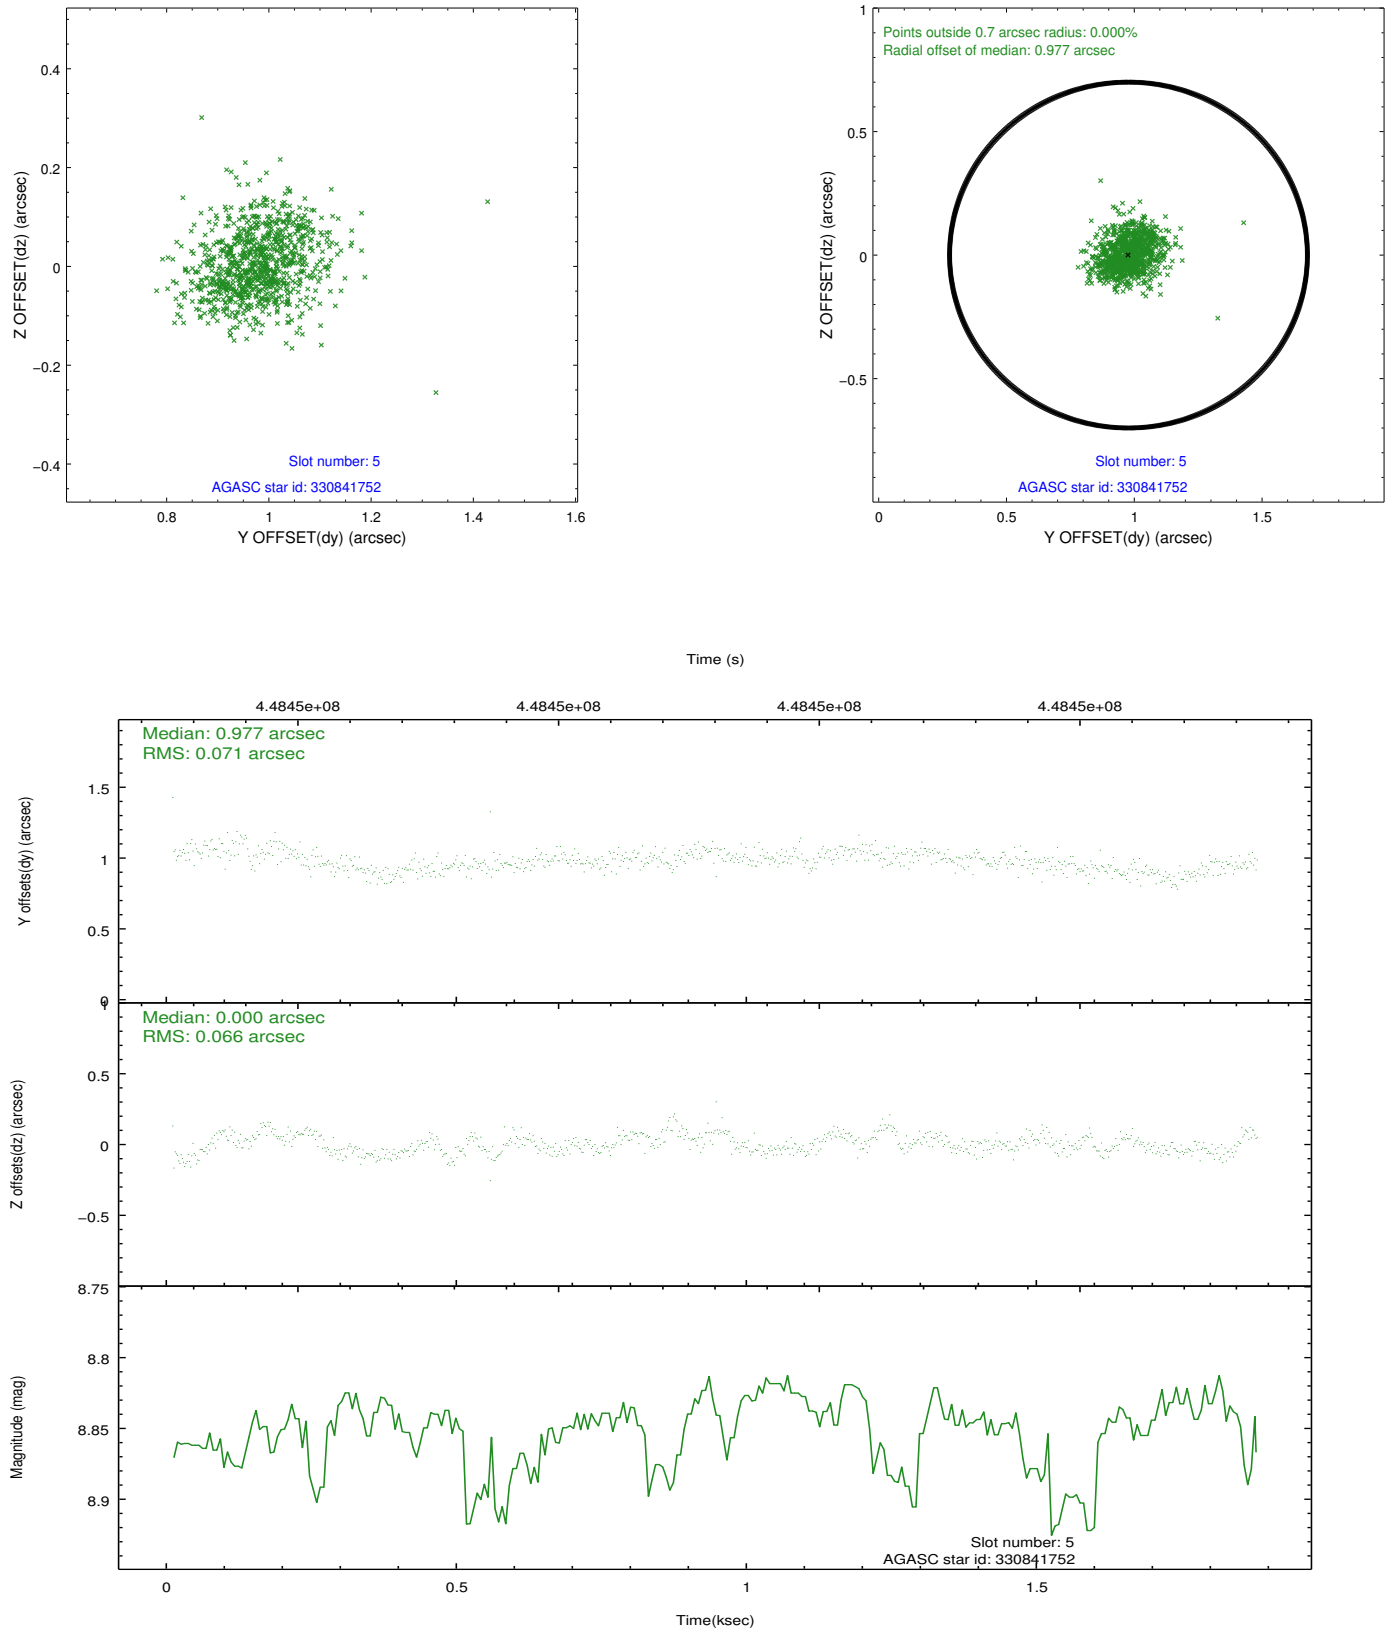 0.4
0.2
0
−0.2
−0.4
Z OFFSET(dz) (arcsec)
Slot number: 5
AGASC star id: 330841752
0.8 1 1.2 1.4 1.6
Y OFFSET(dy) (arcsec)
1
0.5
0
−0.5
Z OFFSET(dz) (arcsec)
Points outside 0.7 arcsec radius: 0.000%
Radial offset of median: 0.977 arcsec
Slot number: 5
AGASC star id: 330841752
0 0.5 1 1.5
Y OFFSET(dy) (arcsec)
Time (s)
4.4845e+08 4.4845e+08 4.4845e+08 4.4845e+08
Median: 0.977 arcsec
RMS: 0.071 arcsec
1.5
1
0.5
0
Y offsets(dy) (arcsec)
1
Median: 0.000 arcsec
RMS: 0.066 arcsec
0.5
0
−0.5
Z offsets(dz) (arcsec)
8.75
8.8
8.85
8.9
Magnitude (mag)
Slot number: 5
AGASC star id: 330841752
0 0.5 1 1.5
Time(ksec)